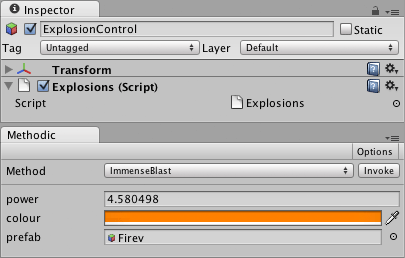 Inspector
ExplosionControl Static
Tag Untagged Layer Default
Transform
Explosions (Script)
Script Explosions
Methodic
Options
Method ImmenseBlast Invoke
power 4.580498
colour
prefab Firev